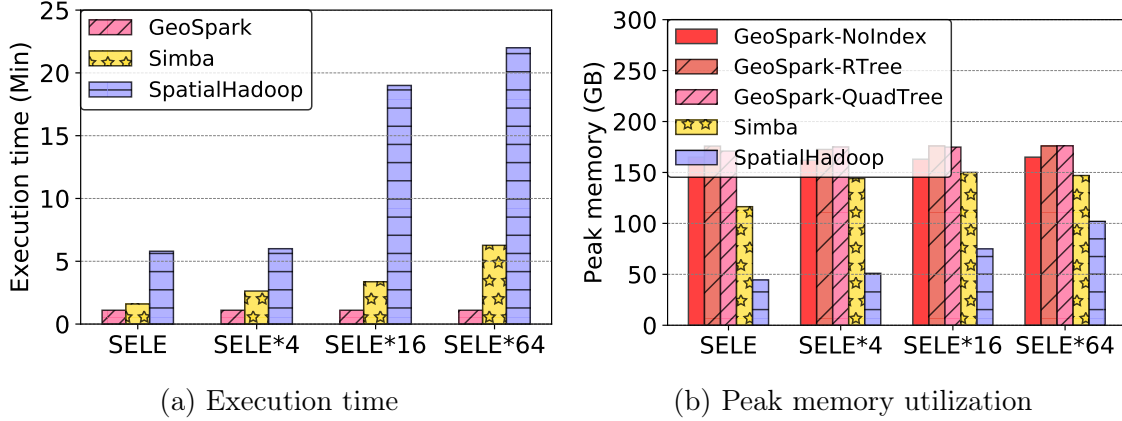 Execution time (Min)
25
20
15
10
5
0
GeoSpark
Simba
SpatialHadoop
SELE
SELE*4
SELE*16
SELE*64
(a) Execution time
Peak memory (GB)
300
250
200
150
100
50
0
GeoSpark-NoIndex
GeoSpark-RTree
GeoSpark-QuadTree
Simba
SpatialHadoop
SELE
SELE*4
SELE*16
SELE*64
(b) Peak memory utilization